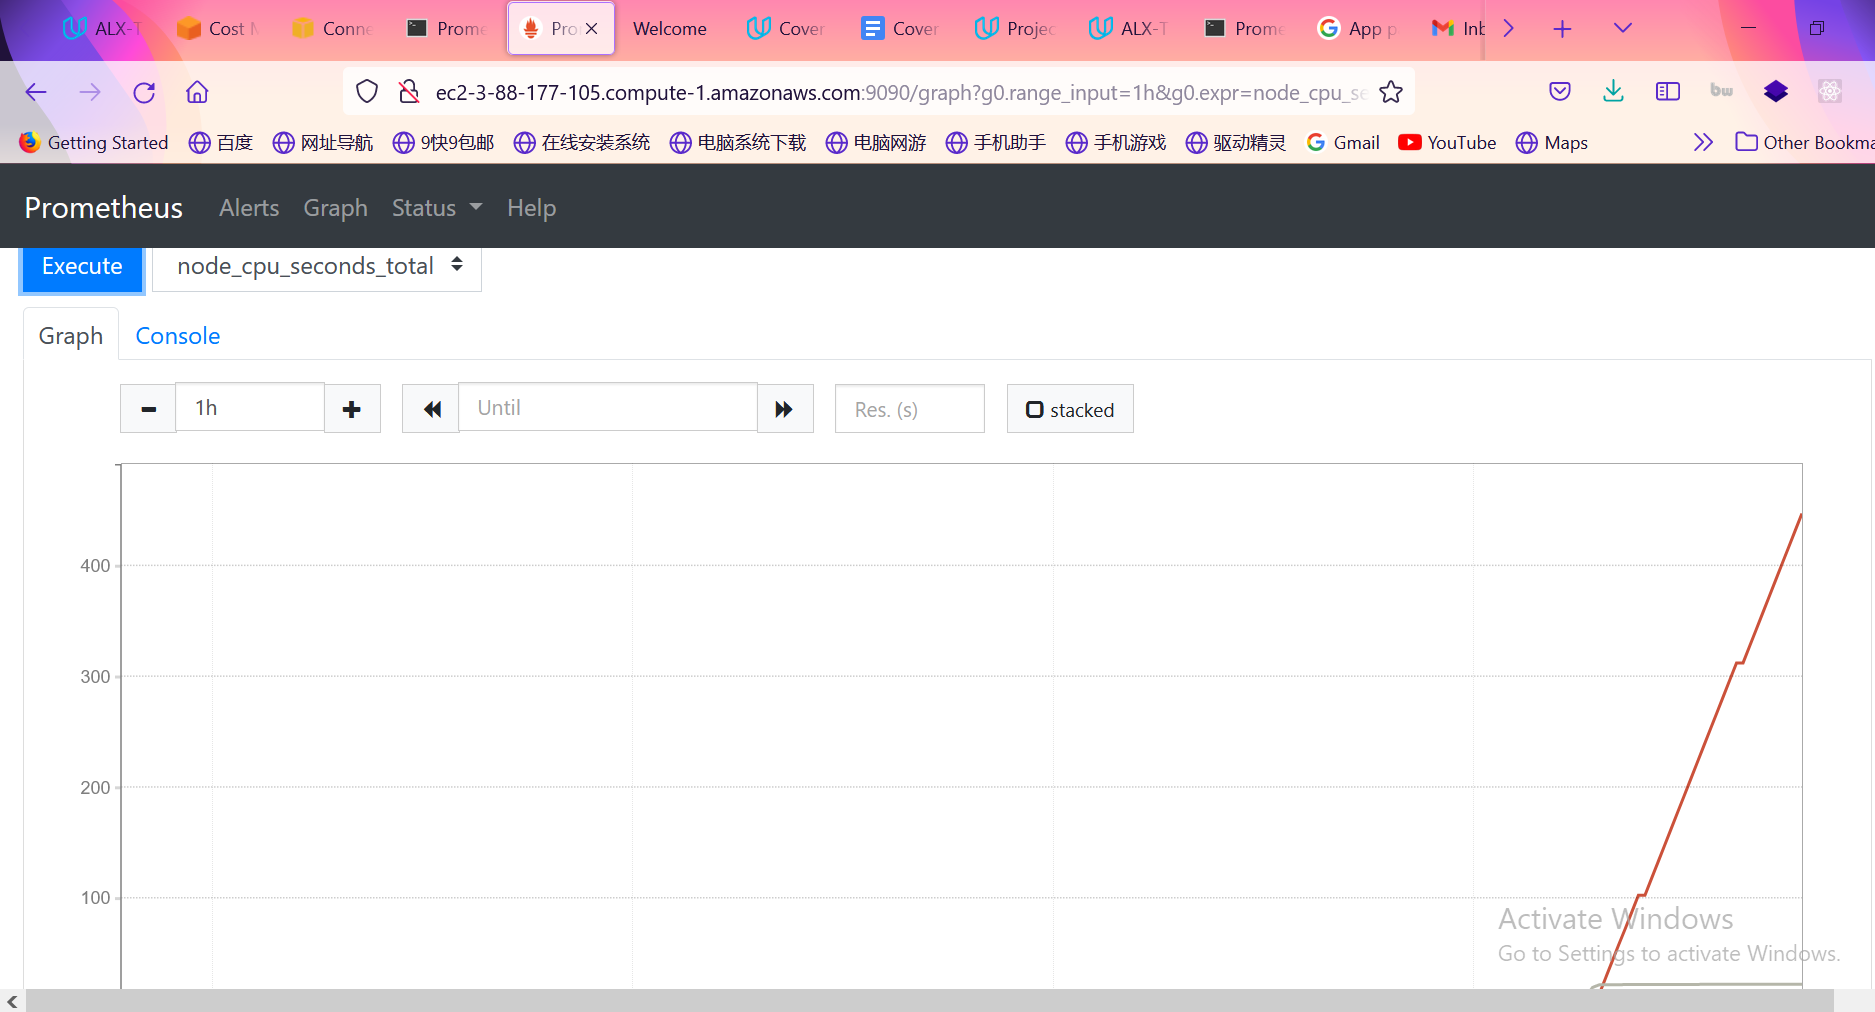 ALX-T Cost M Conne Prome Pro Welcome Cover Cover Projec ALX-T Prome App p Inb
ec2-3-88-177-105.compute-1.amazonaws.com:9090/graph?g0.range_input=1h&g0.expr=node_cpu_se
Getting Started 百度 网址导航 9快9包邮 在线安装系统 电脑系统下载 电脑网游 手机助手 手机游戏 驱动精灵 Gmail YouTube Maps Other Bookma
Prometheus Alerts Graph Status Help
Execute node_cpu_seconds_total
Graph Console
1h Until Res. (s) stacked
400
300
200
100
Activate Windows
Go to Settings to activate Windows.